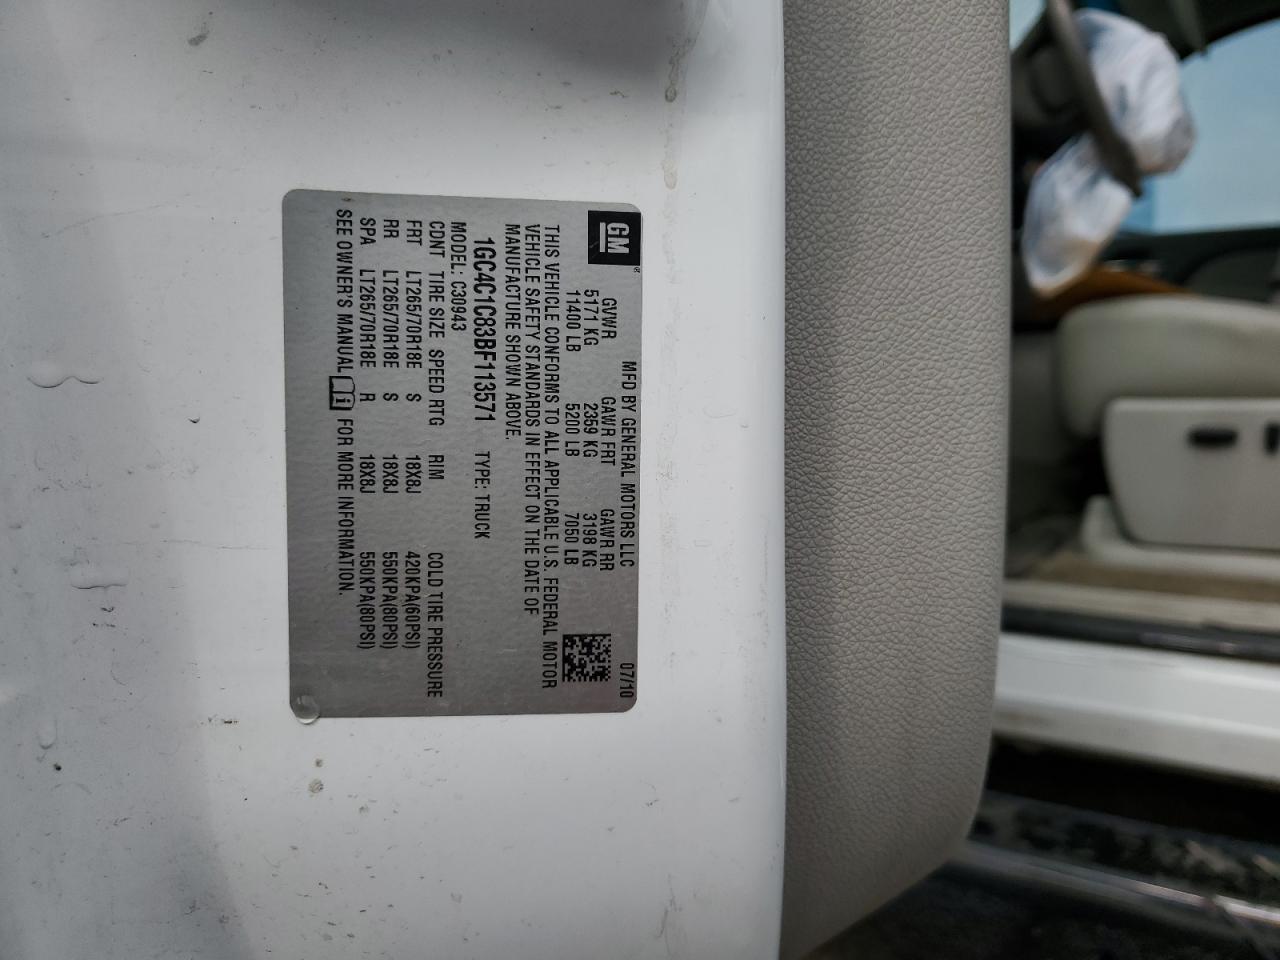 GM
MFD BY GENERAL MOTORS LLC 07/10
GVWR GAWR FRT GAWR RR
5171 KG 2359 KG 3198 KG
11400 LB 5200 LB 7050 LB
THIS VEHICLE CONFORMS TO ALL APPLICABLE U.S. FEDERAL MOTOR
VEHICLE SAFETY STANDARDS IN EFFECT ON THE DATE OF
MANUFACTURE SHOWN ABOVE.
1GC4C1C83BF113571 TYPE: TRUCK
MODEL: C30943
CDNT TIRE SIZE SPEED RTG RIM COLD TIRE PRESSURE
FRT LT265/70R18E S 18X8J 420KPA(60PSI)
RR LT265/70R18E S 18X8J 550KPA(80PSI)
SPA LT265/70R18E R 18X8J 550KPA(80PSI)
SEE OWNER'S MANUAL i FOR MORE INFORMATION.